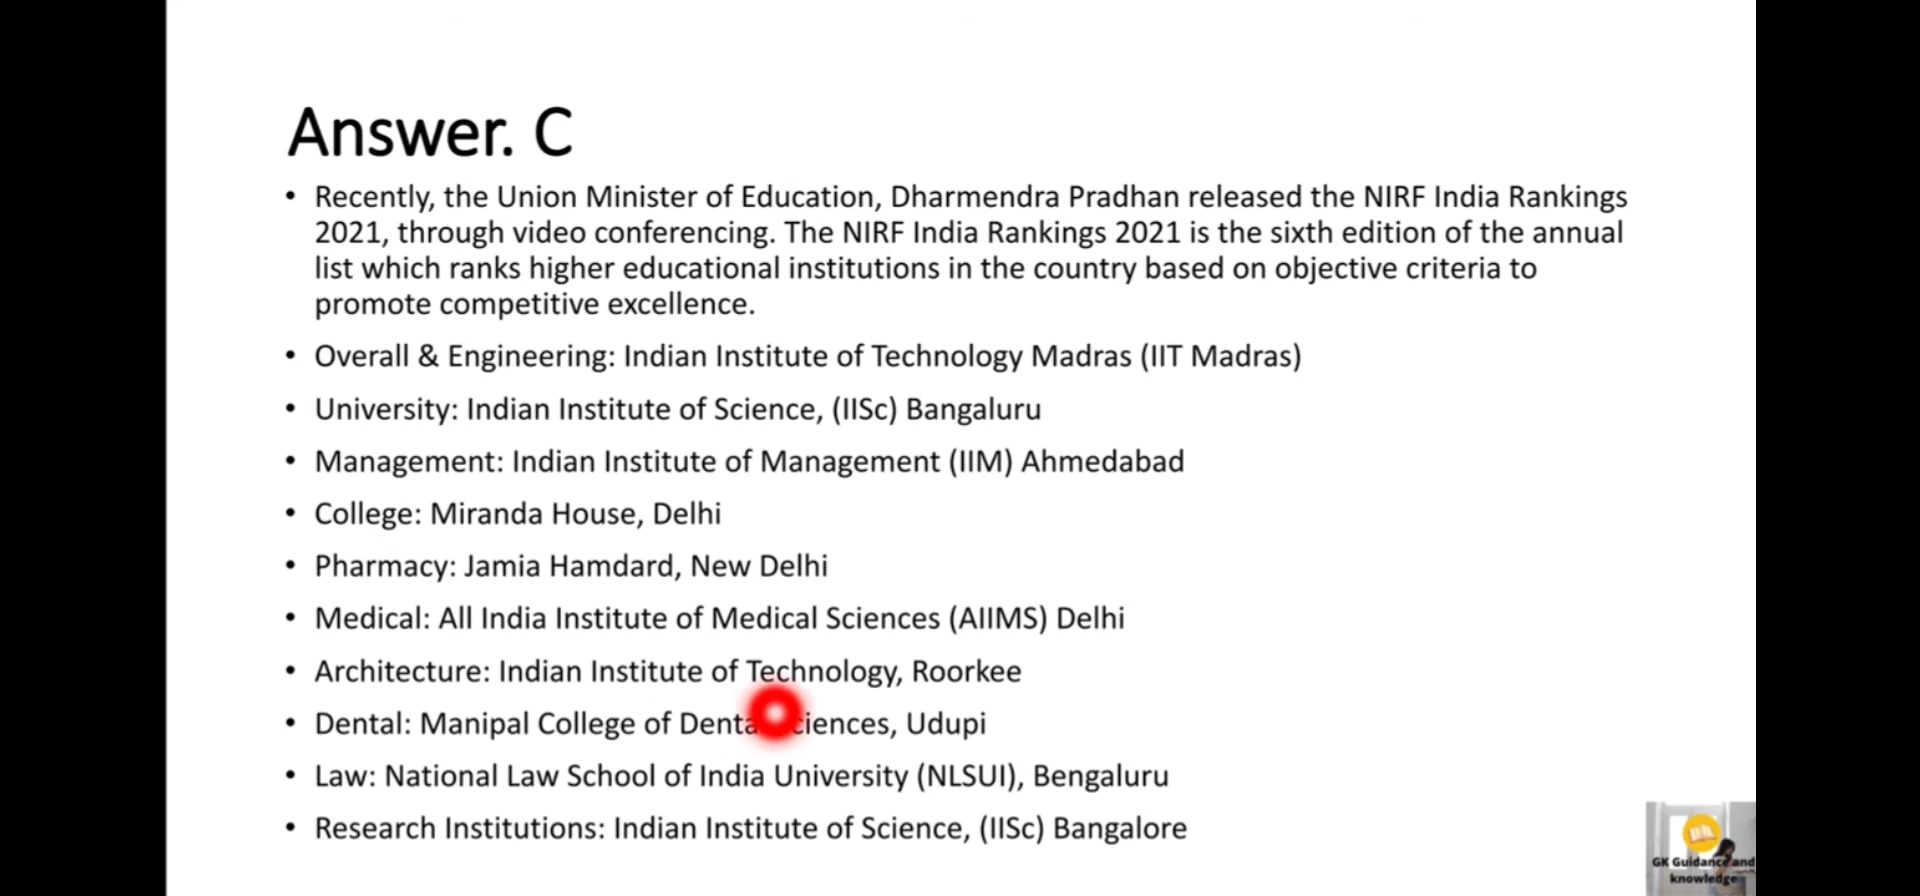 Answer. C
• Recently, the Union Minister of Education, Dharmendra Pradhan released the NIRF India Rankings
2021, through video conferencing. The NIRF India Rankings 2021 is the sixth edition of the annual
list which ranks higher educational institutions in the country based on objective criteria to
promote competitive excellence.
• Overall & Engineering: Indian Institute of Technology Madras (IIT Madras)
• University: Indian Institute of Science, (IISc) Bangaluru
• Management: Indian Institute of Management (IIM) Ahmedabad
• College: Miranda House, Delhi
• Pharmacy: Jamia Hamdard, New Delhi
• Medical: All India Institute of Medical Sciences (AIIMS) Delhi
• Architecture: Indian Institute of Technology, Roorkee
• Dental: Manipal College of Dental Sciences, Udupi
• Law: National Law School of India University (NLSUI), Bengaluru
• Research Institutions: Indian Institute of Science, (IISc) Bangalore
GK Guidance and
knowledge